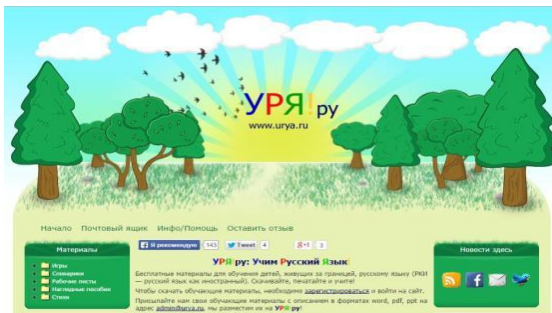 УРЯ!ру
www.urya.ru
Начало Почтовый ящик Инфо/Помощь Оставить отзыв
Материалы
Игры
Словарики
Рабочие листы
Наглядные пособия
Стихи
Я рекомендую 143 Tweet 4 +1 3
УРЯ!ру: Учим Русский Язык!
Бесплатные материалы для обучения детей, живущих за границей, русскому языку (РКИ
— русский язык как иностранный). Скачивайте, печатайте и учите!
Чтобы скачать обучающие материалы, необходимо зарегистрироваться и войти на сайт.
Присылайте нам свои обучающие материалы с описанием в форматах word, pdf, ppt на
адрес admin@urya.ru, мы разместим их на УРЯ!ру!
Новости здесь